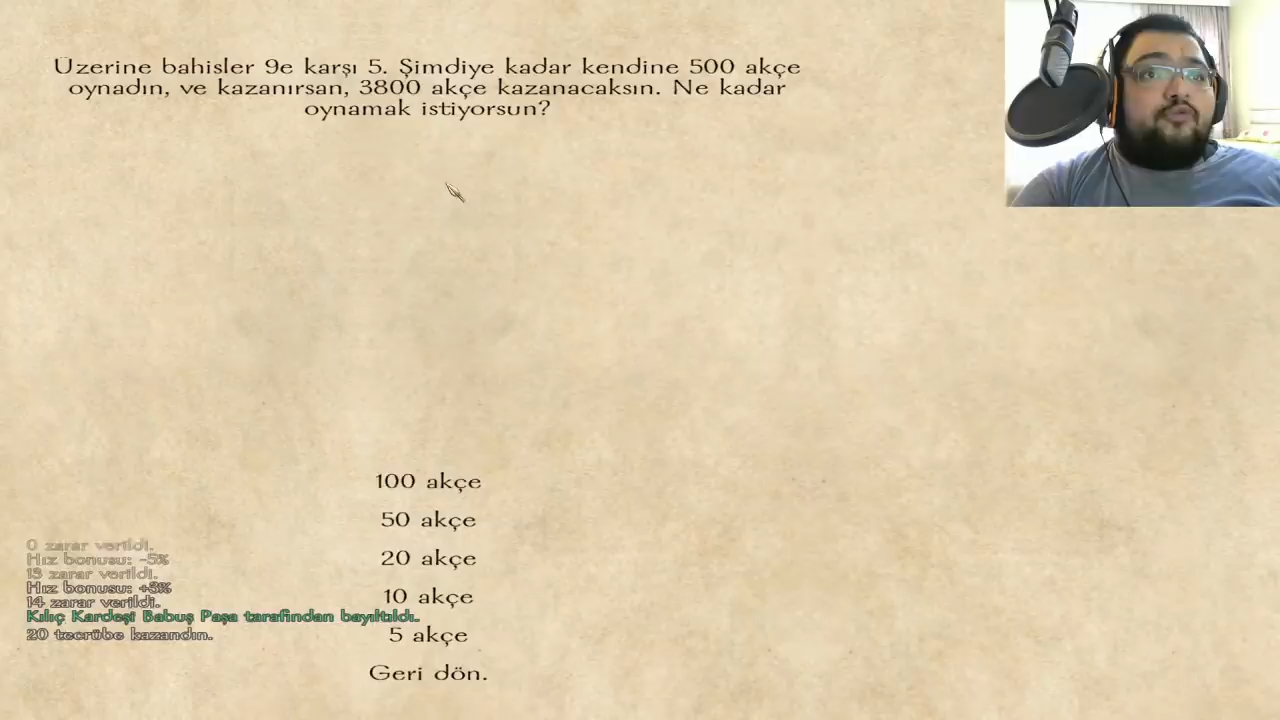 Üzerine bahisler 9e karşı 5. Şimdiye kadar kendine 500 akçe
oynadın, ve kazanırsan, 3800 akçe kazanacaksın. Ne kadar
oynamak istiyorsun?
100 akçe
50 akçe
20 akçe
10 akçe
5 akçe
Geri dön.
0 zarar verildi.
Hız bonusu: -5%
13 zarar verildi.
Hız bonusu: +3%
14 zarar verildi.
Kılıç Kardeşi Babuş Paşa tarafından bayıltıldı.
20 tecrübe kazandın.